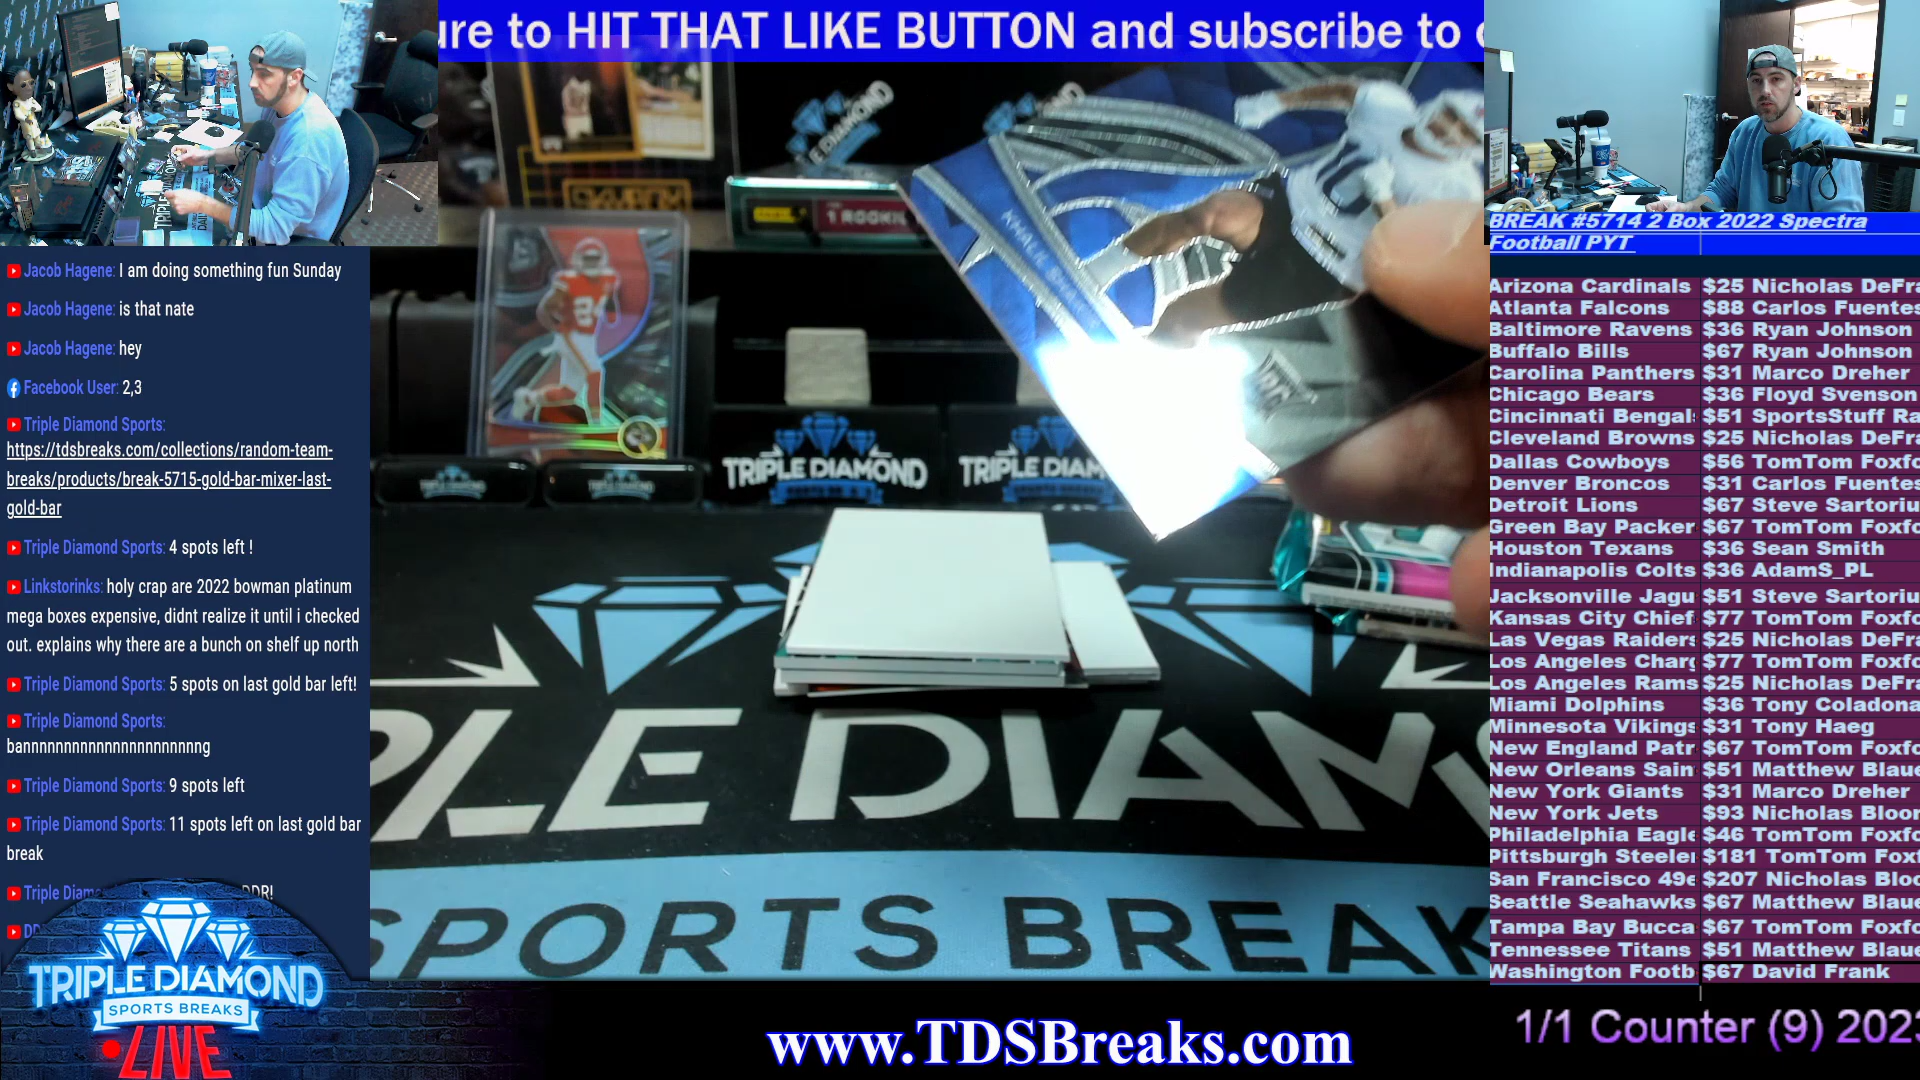 ure to HIT THAT LIKE BUTTON and subscribe to
Jacob Hagene: I am doing something fun Sunday
Jacob Hagene: is that nate
Jacob Hagene: hey
Facebook User: 2,3
Triple Diamond Sports:
https://tdsbreaks.com/collections/random-team-
breaks/products/break-5715-gold-bar-mixer-last-
gold-bar
Triple Diamond Sports: 4 spots left !
Linkstorinks: holy crap are 2022 bowman platinum
mega boxes expensive, didnt realize it until i checked
out. explains why there are a bunch on shelf up north
Triple Diamond Sports: 5 spots on last gold bar left!
Triple Diamond Sports:
bannnnnnnnnnnnnnnnnnnnnng
Triple Diamond Sports: 9 spots left
Triple Diamond Sports: 11 spots left on last gold bar
break
Triple Diam DDR!
TRIPLE DIAMOND
SPORTS BREAKS
LIVE
1 ROOKIE
24
TRIPLE DIAMOND
TRIPLE DIAMOND
PLE DIAM
SPORTS BREAK
www.TDSBreaks.com
BREAK #5714 2 Box 2022 Spectra
Football PYT
Arizona Cardinals $25 Nicholas DeFra
Atlanta Falcons $88 Carlos Fuentes
Baltimore Ravens $36 Ryan Johnson
Buffalo Bills $67 Ryan Johnson
Carolina Panthers $31 Marco Dreher
Chicago Bears $36 Floyd Svenson
Cincinnati Bengal $51 SportsStuff Ra
Cleveland Browns $25 Nicholas DeFra
Dallas Cowboys $56 TomTom Foxfo
Denver Broncos $31 Carlos Fuentes
Detroit Lions $67 Steve Sartoriu
Green Bay Packer $67 TomTom Foxfo
Houston Texans $36 Sean Smith
Indianapolis Colts $36 AdamS_PL
Jacksonville Jagu $51 Steve Sartoriu
Kansas City Chief $77 TomTom Foxfo
Las Vegas Raiders $25 Nicholas DeFra
Los Angeles Charg $77 TomTom Foxfo
Los Angeles Rams $25 Nicholas DeFra
Miami Dolphins $36 Tony Coladona
Minnesota Vikings $31 Tony Haeg
New England Patr $67 TomTom Foxfo
New Orleans Sain $51 Matthew Blaue
New York Giants $31 Marco Dreher
New York Jets $93 Nicholas Bloor
Philadelphia Eagle $46 TomTom Foxfo
Pittsburgh Steeler $181 TomTom Foxf
San Francisco 49e $207 Nicholas Bloo
Seattle Seahawks $67 Matthew Blaue
Tampa Bay Bucca $67 TomTom Foxfo
Tennessee Titans $51 Matthew Blaue
Washington Footb $67 David Frank
1/1 Counter (9) 2023